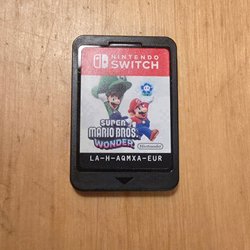 NINTENDO
SWITCH
SUPER
MARIO BROS.
WONDER
Nintendo
LA-H-AQMXA-EUR